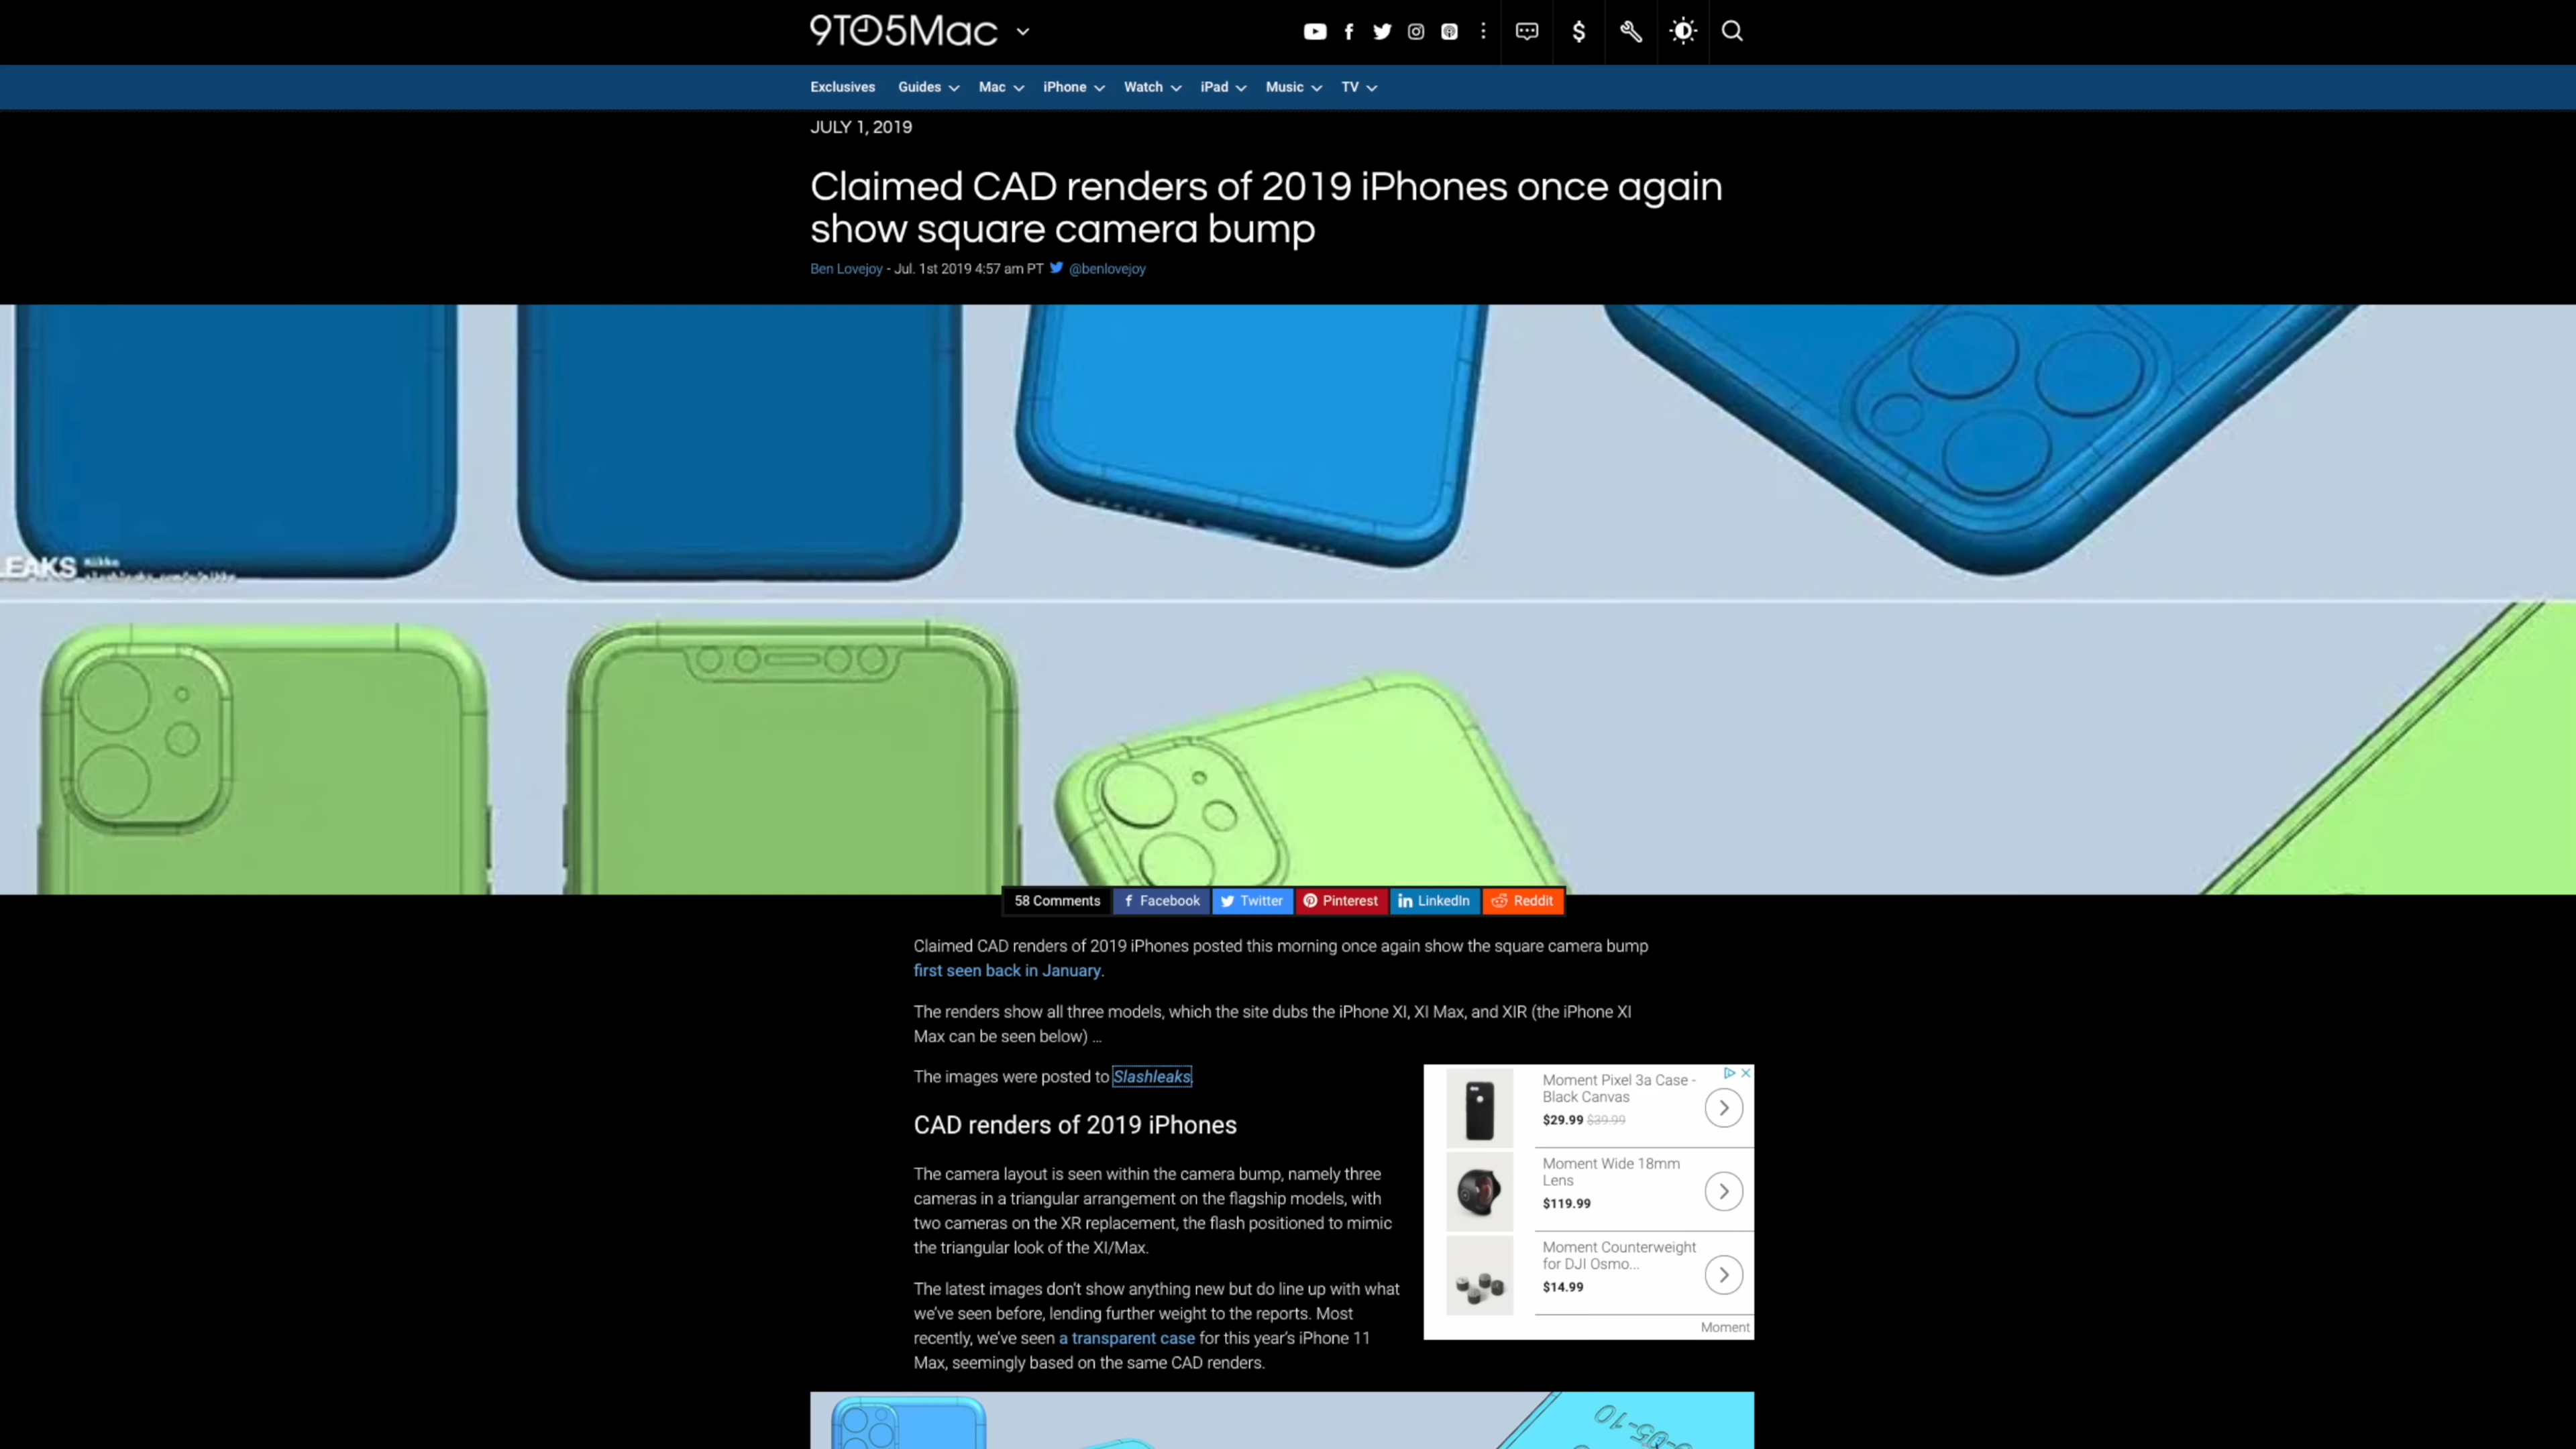 9TO5Mac
Exclusives Guides Mac iPhone Watch iPad Music TV
JULY 1, 2019
Claimed CAD renders of 2019 iPhones once again
show square camera bump
Ben Lovejoy - Jul. 1st 2019 4:57 am PT @benlovejoy
LEAKS
58 Comments Facebook Twitter Pinterest LinkedIn Reddit
Claimed CAD renders of 2019 iPhones posted this morning once again show the square camera bump
first seen back in January.
The renders show all three models, which the site dubs the iPhone XI, XI Max, and XIR (the iPhone XI
Max can be seen below) …
The images were posted to Slashleaks.
CAD renders of 2019 iPhones
The camera layout is seen within the camera bump, namely three
cameras in a triangular arrangement on the flagship models, with
two cameras on the XR replacement, the flash positioned to mimic
the triangular look of the XI/Max.
The latest images don't show anything new but do line up with what
we've seen before, lending further weight to the reports. Most
recently, we've seen a transparent case for this year's iPhone 11
Max, seemingly based on the same CAD renders.
Moment Pixel 3a Case -
Black Canvas
$29.99 $39.99
Moment Wide 18mm
Lens
$119.99
Moment Counterweight
for DJI Osmo...
$14.99
Moment